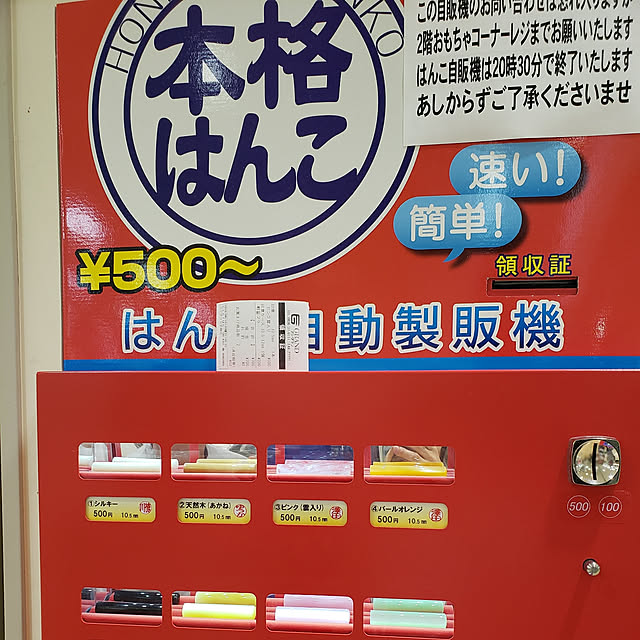 HON
NKO
本格
はんこ
この自販機のお問い合わせは恐れ入りますが
2階おもちゃコーナーレジまでお願いいたします
はんこ自販機は20時30分で終了いたします
あしからずご了承くださいませ
速い!
簡単!
¥500~
領収証
はん 自動製販機
①シルキー
500円 10.5㎜
②天然木(あかね)
500円 10.5㎜
③ピンク(雲入り)
500円 10.5㎜
④パールオレンジ
500円 10.5㎜
500 100